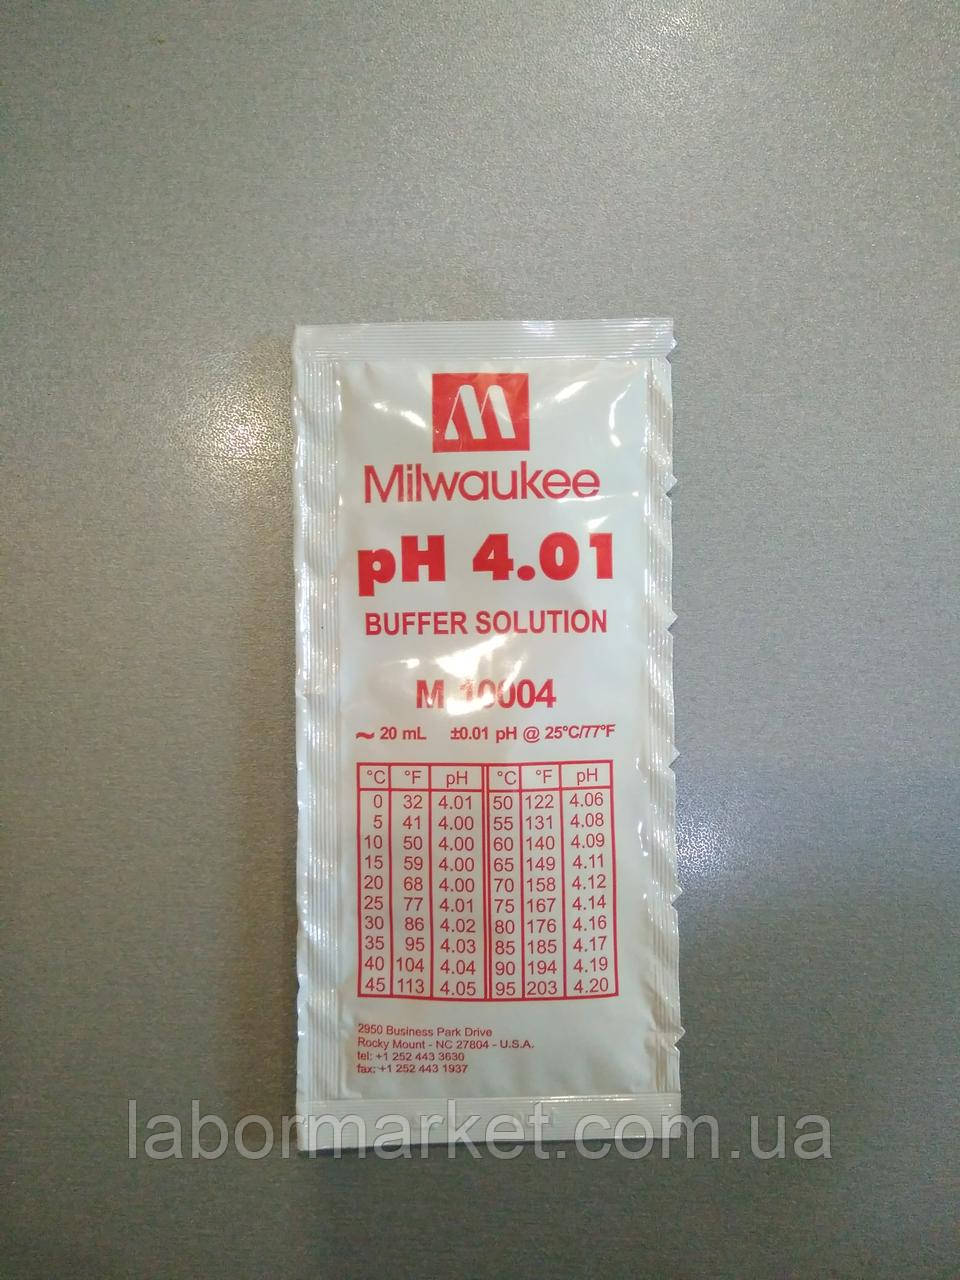 Milwaukee
pH 4.01
BUFFER SOLUTION
M 10004
~ 20 mL ±0.01 pH @ 25°C/77°F
°C °F pH °C °F pH
0 32 4.01 50 122 4.06
5 41 4.00 55 131 4.08
10 50 4.00 60 140 4.09
15 59 4.00 65 149 4.11
20 68 4.00 70 158 4.12
25 77 4.01 75 167 4.14
30 86 4.02 80 176 4.16
35 95 4.03 85 185 4.17
40 104 4.04 90 194 4.19
45 113 4.05 95 203 4.20
2950 Business Park Drive
Rocky Mount - NC 27804 - U.S.A.
tel: +1 252 443 3630
fax: +1 252 443 1937
labormarket.com.ua